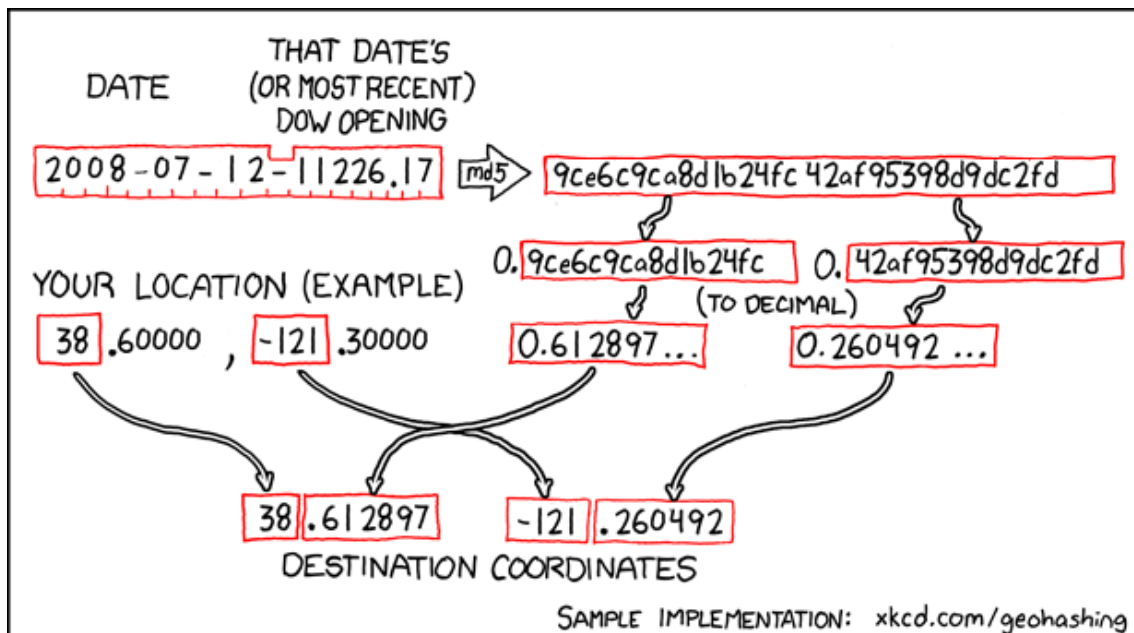 DATE
THAT DATE'S
(OR MOST RECENT)
DOW OPENING
2008-07-12-11226.17
md5
9ce6c9ca8d1b24fc42af95398d9dc2fd
0.9ce6c9ca8d1b24fc
0.42af95398d9dc2fd
(TO DECIMAL)
YOUR LOCATION (EXAMPLE)
38.60000, -121.30000
0.612897...
0.260492...
38.612897
-121.260492
DESTINATION COORDINATES
SAMPLE IMPLEMENTATION: xkcd.com/geohashing